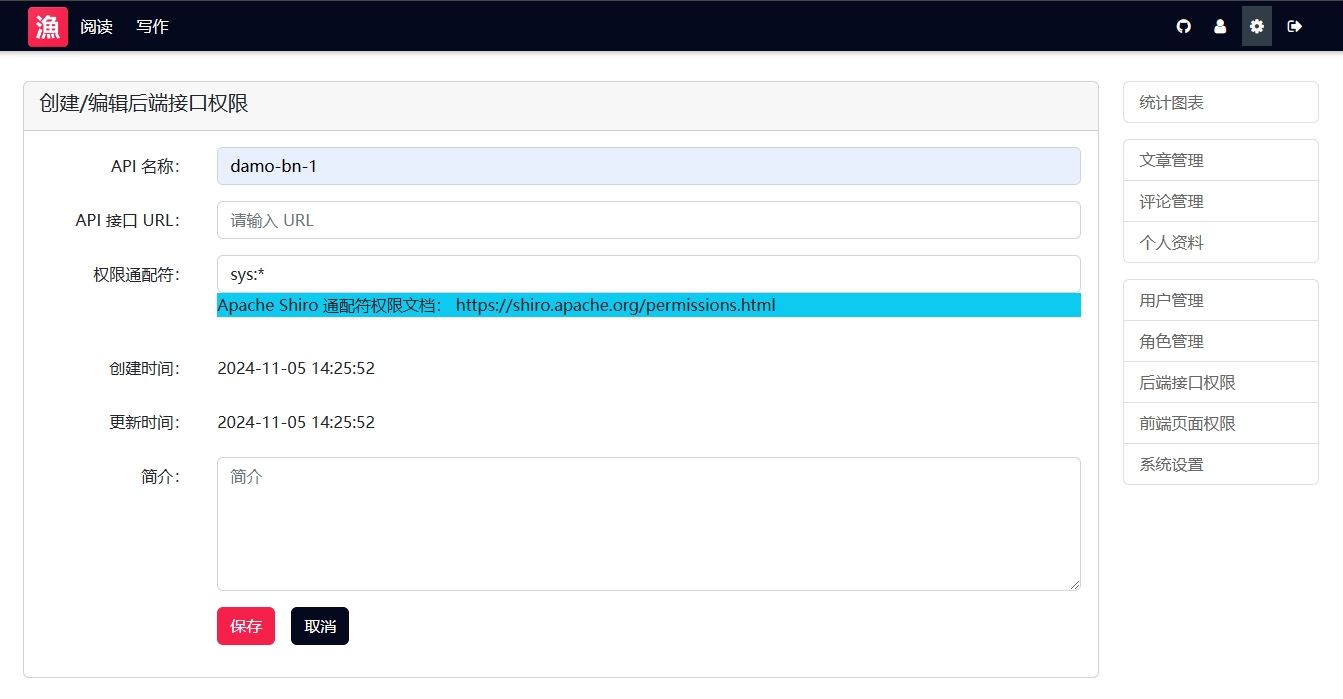 漁 阅读 写作
创建/编辑后端接口权限
API 名称：
damo-bn-1
API 接口 URL：
请输入 URL
权限通配符：
sys:*
Apache Shiro 通配符权限文档： https://shiro.apache.org/permissions.html
创建时间：
2024-11-05 14:25:52
更新时间：
2024-11-05 14:25:52
简介：
简介
保存 取消
统计图表
文章管理
评论管理
个人资料
用户管理
角色管理
后端接口权限
前端页面权限
系统设置